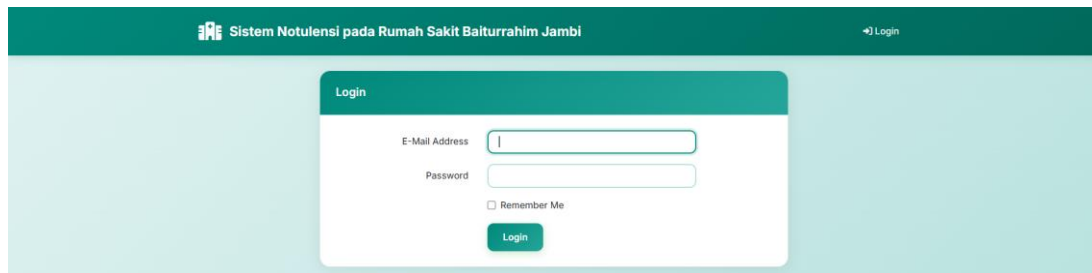 Sistem Notulensi pada Rumah Sakit Baiturrahim Jambi
Login
Login
E-Mail Address
Password
Remember Me
Login